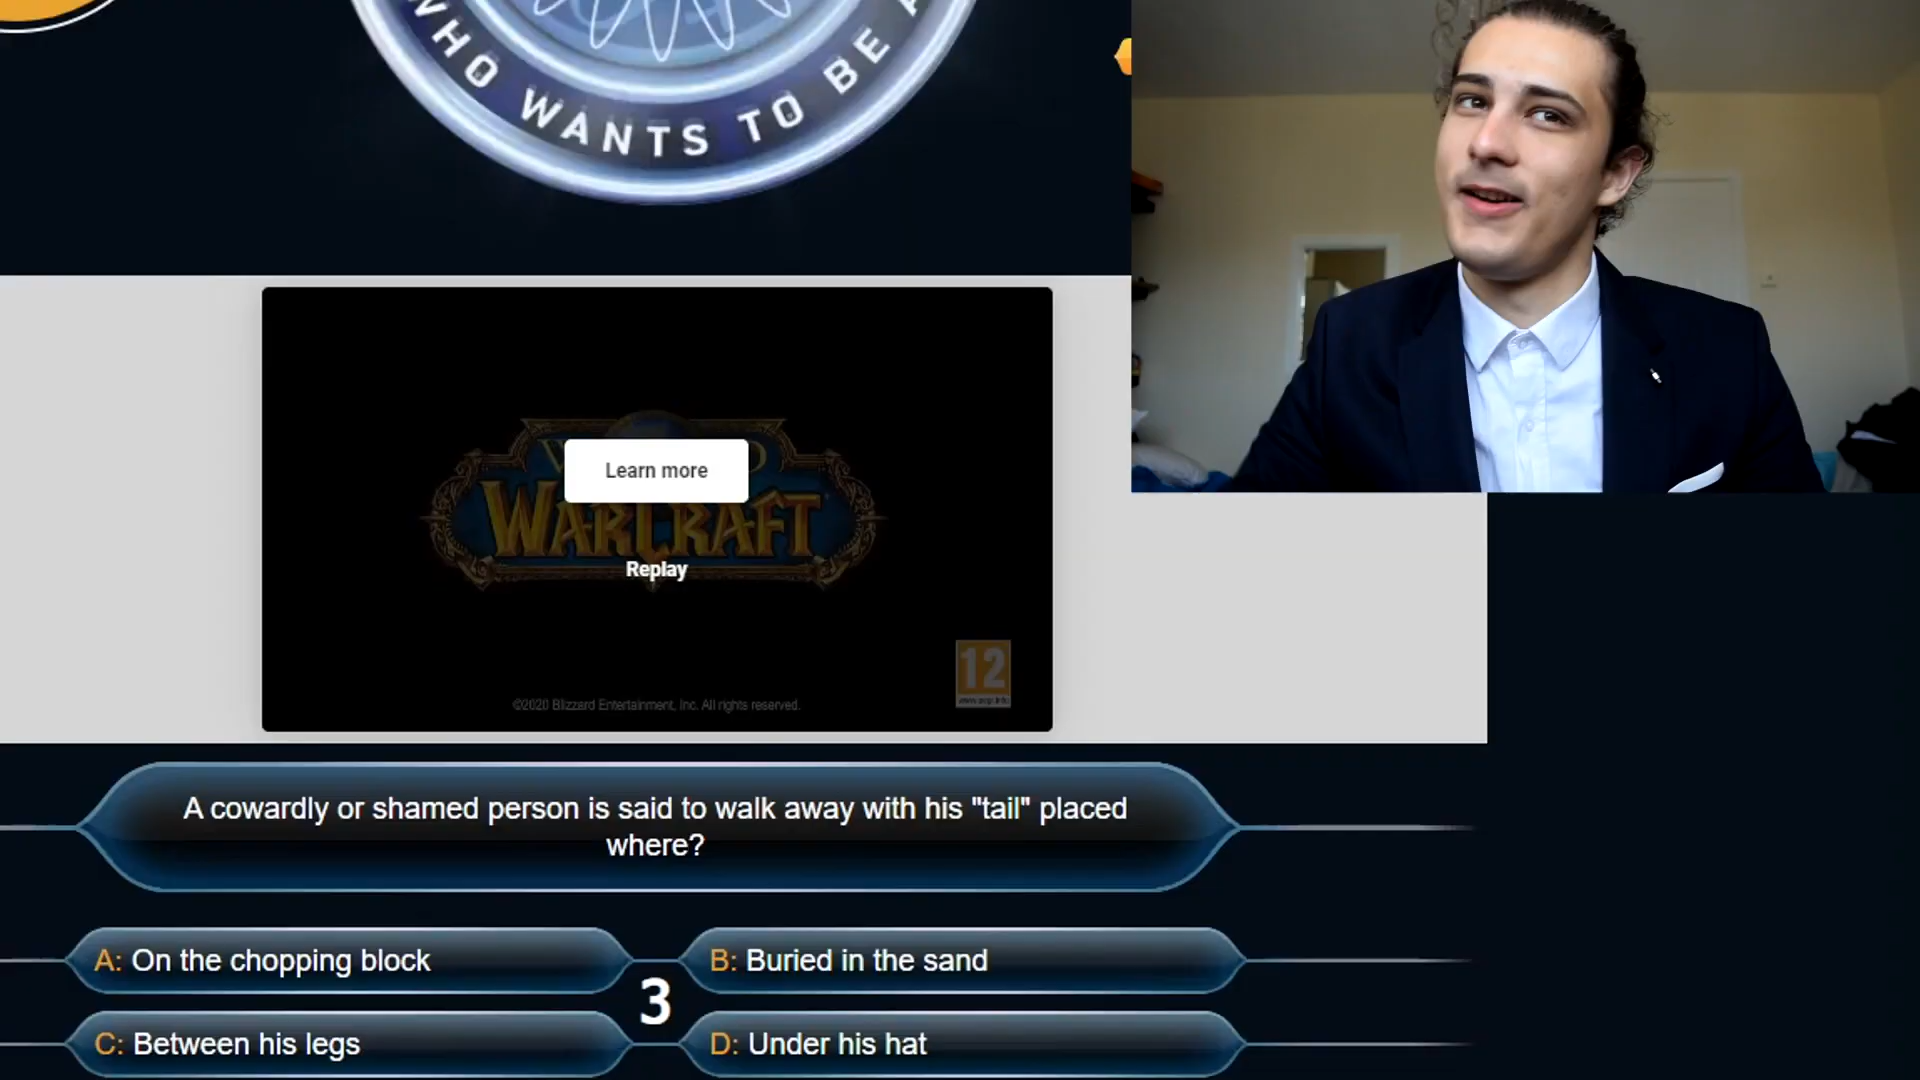 WHO WANTS TO BE A
Learn more
WARCRAFT
Replay
12
©2020 Blizzard Entertainment, Inc. All rights reserved.
A cowardly or shamed person is said to walk away with his "tail" placed
where?
A: On the chopping block
B: Buried in the sand
3
C: Between his legs
D: Under his hat